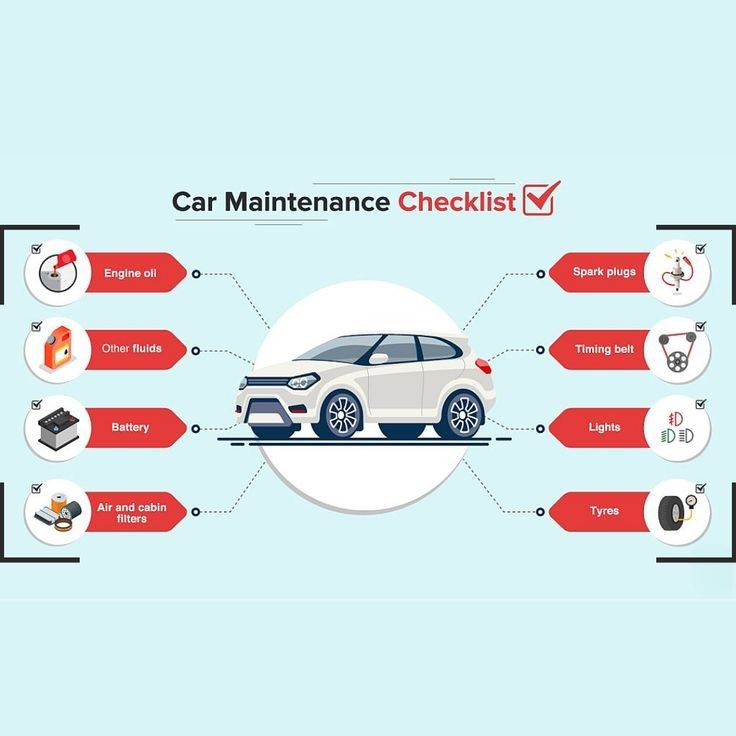 Car Maintenance Checklist
Engine oil
Other fluids
Battery
Air and cabin
filters
Spark plugs
Timing belt
Lights
Tyres